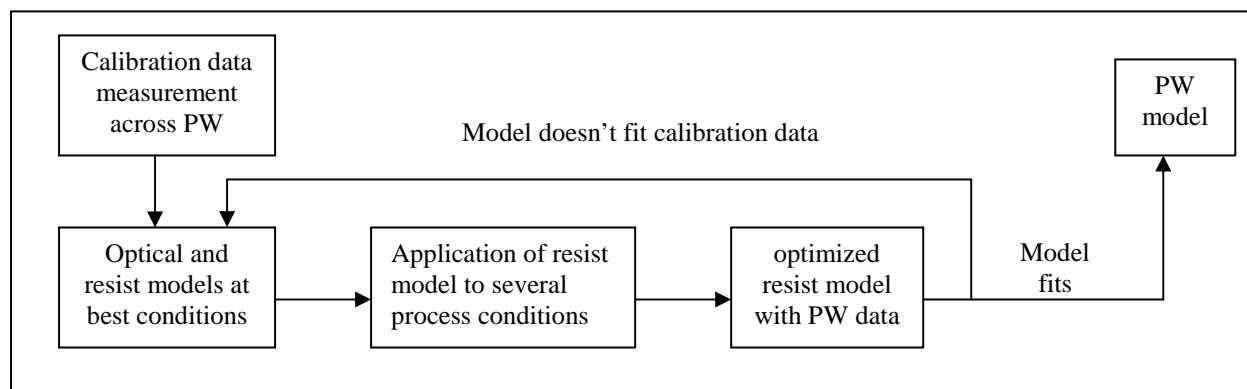 Calibration data
measurement
across PW
PW
model
Model doesn’t fit calibration data
Optical and
resist models at
best conditions
Application of resist
model to several
process conditions
optimized
resist model
with PW data
Model
fits